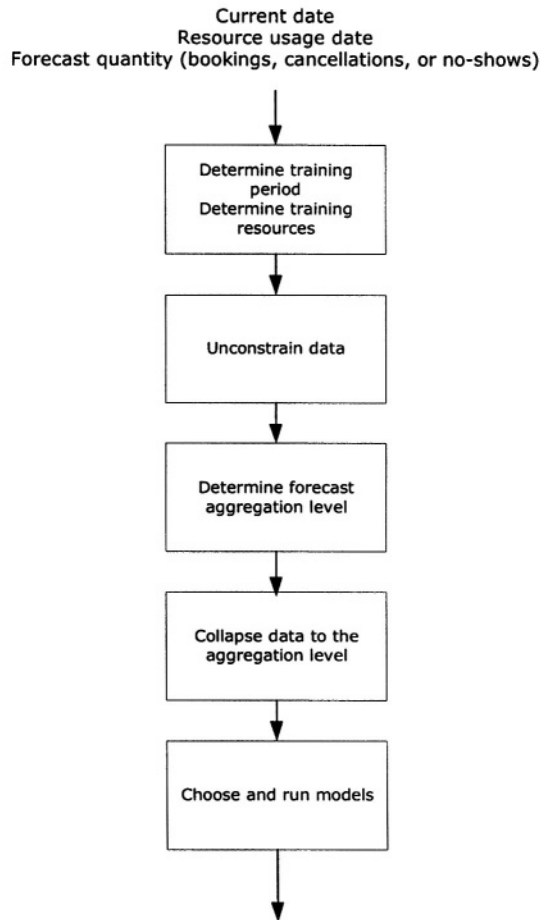 Current date
Resource usage date
Forecast quantity (bookings, cancellations, or no-shows)
Determine training
period
Determine training
resources
Unconstrain data
Determine forecast
aggregation level
Collapse data to the
aggregation level
Choose and run models